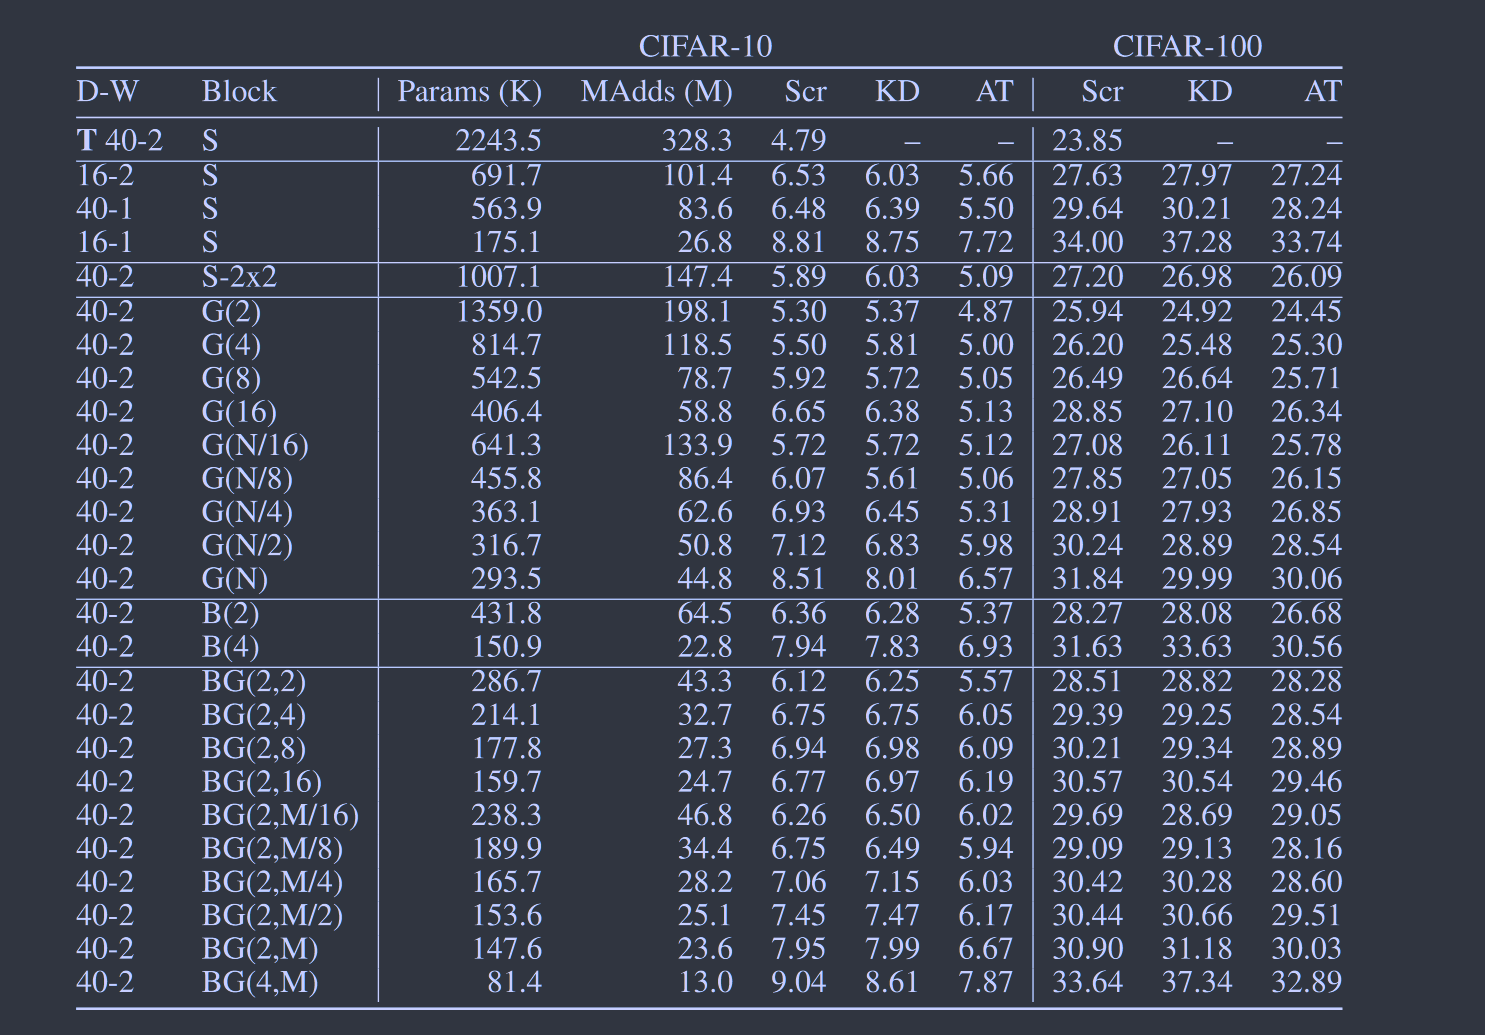 CIFAR-10 CIFAR-100
D-W Block Params (K) MAdds (M) Scr KD AT Scr KD AT
T 40-2 S 2243.5 328.3 4.79 – – 23.85 – –
16-2 S 691.7 101.4 6.53 6.03 5.66 27.63 27.97 27.24
40-1 S 563.9 83.6 6.48 6.39 5.50 29.64 30.21 28.24
16-1 S 175.1 26.8 8.81 8.75 7.72 34.00 37.28 33.74
40-2 S-2x2 1007.1 147.4 5.89 6.03 5.09 27.20 26.98 26.09
40-2 G(2) 1359.0 198.1 5.30 5.37 4.87 25.94 24.92 24.45
40-2 G(4) 814.7 118.5 5.50 5.81 5.00 26.20 25.48 25.30
40-2 G(8) 542.5 78.7 5.92 5.72 5.05 26.49 26.64 25.71
40-2 G(16) 406.4 58.8 6.65 6.38 5.13 28.85 27.10 26.34
40-2 G(N/16) 641.3 133.9 5.72 5.72 5.12 27.08 26.11 25.78
40-2 G(N/8) 455.8 86.4 6.07 5.61 5.06 27.85 27.05 26.15
40-2 G(N/4) 363.1 62.6 6.93 6.45 5.31 28.91 27.93 26.85
40-2 G(N/2) 316.7 50.8 7.12 6.83 5.98 30.24 28.89 28.54
40-2 G(N) 293.5 44.8 8.51 8.01 6.57 31.84 29.99 30.06
40-2 B(2) 431.8 64.5 6.36 6.28 5.37 28.27 28.08 26.68
40-2 B(4) 150.9 22.8 7.94 7.83 6.93 31.63 33.63 30.56
40-2 BG(2,2) 286.7 43.3 6.12 6.25 5.57 28.51 28.82 28.28
40-2 BG(2,4) 214.1 32.7 6.75 6.75 6.05 29.39 29.25 28.54
40-2 BG(2,8) 177.8 27.3 6.94 6.98 6.09 30.21 29.34 28.89
40-2 BG(2,16) 159.7 24.7 6.77 6.97 6.19 30.57 30.54 29.46
40-2 BG(2,M/16) 238.3 46.8 6.26 6.50 6.02 29.69 28.69 29.05
40-2 BG(2,M/8) 189.9 34.4 6.75 6.49 5.94 29.09 29.13 28.16
40-2 BG(2,M/4) 165.7 28.2 7.06 7.15 6.03 30.42 30.28 28.60
40-2 BG(2,M/2) 153.6 25.1 7.45 7.47 6.17 30.44 30.66 29.51
40-2 BG(2,M) 147.6 23.6 7.95 7.99 6.67 30.90 31.18 30.03
40-2 BG(4,M) 81.4 13.0 9.04 8.61 7.87 33.64 37.34 32.89